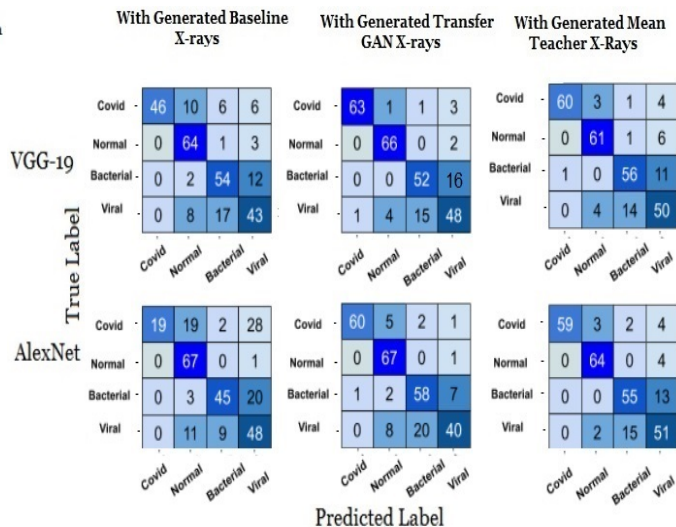 With Generated Baseline
X-rays
With Generated Transfer
GAN X-rays
With Generated Mean
Teacher X-Rays
VGG-19
True Label
Covid 46 10 6 6
Normal 0 64 1 3
Bacterial 0 2 54 12
Viral 0 8 17 43
Covid Normal Bacterial Viral
Covid 63 1 1 3
Normal 0 66 0 2
Bacterial 0 0 52 16
Viral 1 4 15 48
Covid Normal Bacterial Viral
Covid 60 3 1 4
Normal 0 61 1 6
Bacterial 1 0 56 11
Viral 0 4 14 50
Covid Normal Bacterial Viral
AlexNet
Covid 19 19 2 28
Normal 0 67 0 1
Bacterial 0 3 45 20
Viral 0 11 9 48
Covid Normal Bacterial Viral
Covid 60 5 2 1
Normal 0 67 0 1
Bacterial 1 2 58 7
Viral 0 8 20 40
Covid Normal Bacterial Viral
Covid 59 3 2 4
Normal 0 64 0 4
Bacterial 0 0 55 13
Viral 0 2 15 51
Covid Normal Bacterial Viral
Predicted Label